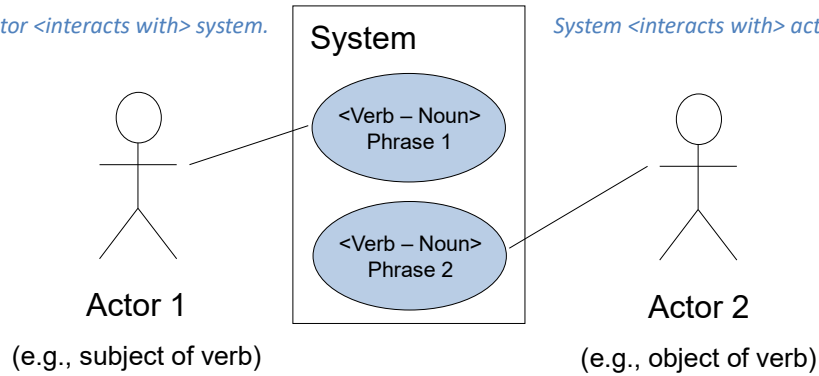 tor <interacts with> system.
System
System <interacts with> act
<Verb – Noun>
Phrase 1
<Verb – Noun>
Phrase 2
Actor 1
(e.g., subject of verb)
Actor 2
(e.g., object of verb)